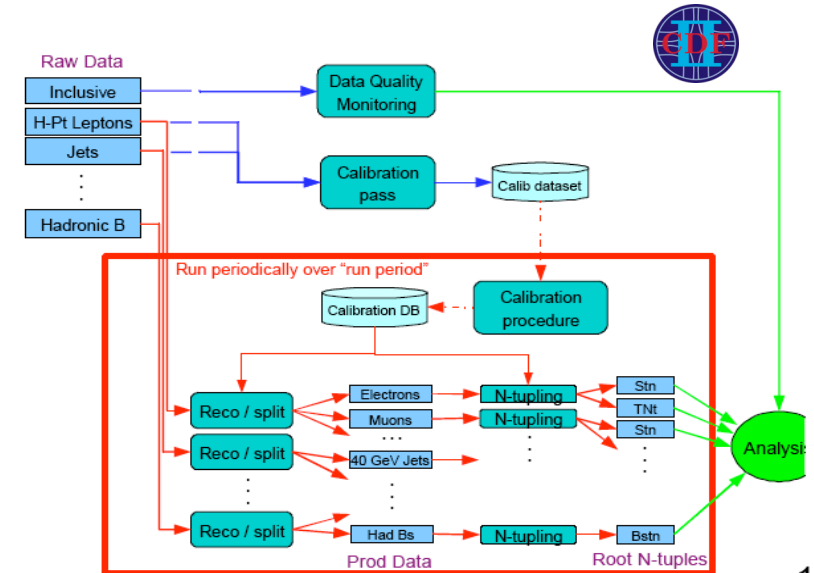 CDF
II
Raw Data
Inclusive
H-Pt Leptons
Jets
Hadronic B
Data Quality
Monitoring
Calibration
pass
Calib dataset
Run periodically over “run period”
Calibration DB
Calibration
procedure
Reco / split
Reco / split
Reco / split
Electrons
Muons
40 GeV Jets
Had Bs
N-tupling
N-tupling
N-tupling
Stn
TNt
Stn
Bstn
Analysi
Prod Data
Root N-tuples